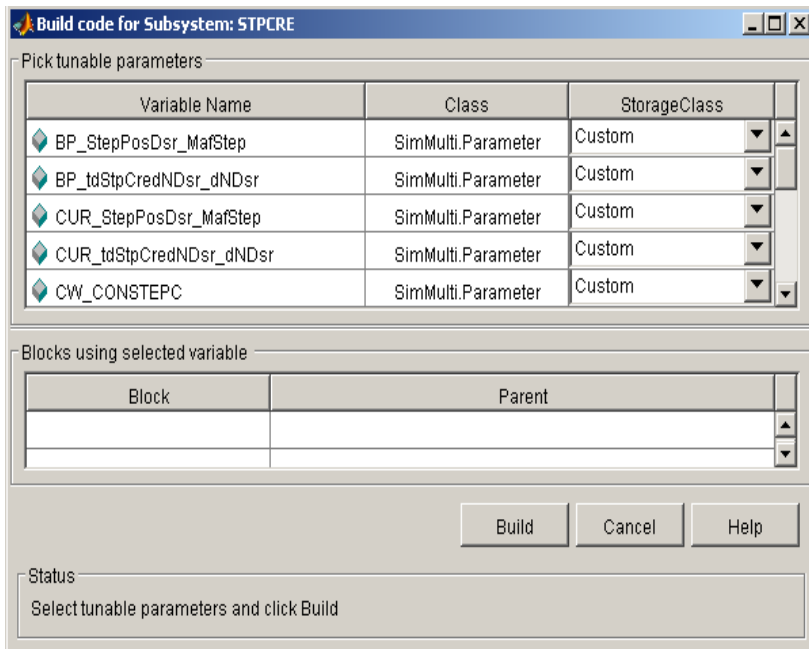 Build code for Subsystem: STPCRE
Pick tunable parameters
Variable Name Class StorageClass
BP_StepPosDsr_MafStep SimMulti.Parameter Custom
BP_tdStpCredNDsr_dNDsr SimMulti.Parameter Custom
CUR_StepPosDsr_MafStep SimMulti.Parameter Custom
CUR_tdStpCredNDsr_dNDsr SimMulti.Parameter Custom
CW_CONSTEPC SimMulti.Parameter Custom
Blocks using selected variable
Block Parent
Build Cancel Help
Status
Select tunable parameters and click Build